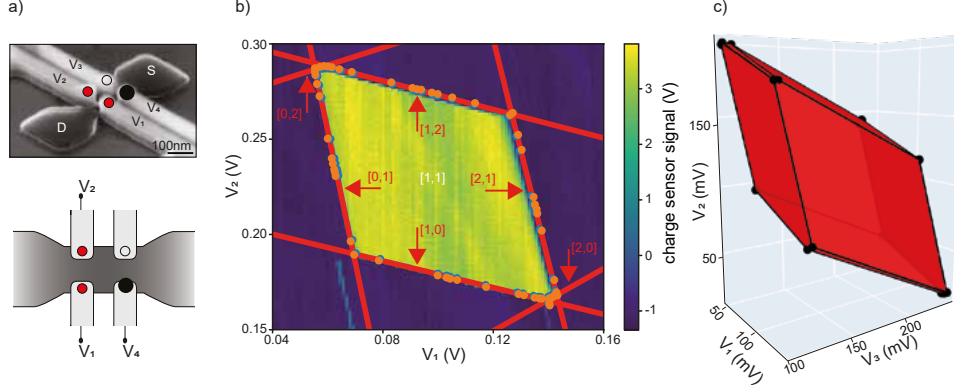 a)
V₃
S
V₂
V₄
V₁
D
100nm
V₂
V₁
V₄
b)
0.30
0.25
0.20
0.15
V₂ (V)
0.04
0.08
0.12
0.16
V₁ (V)
[0,2]
[1,2]
[0,1]
[1,1]
[2,1]
[1,0]
[2,0]
3
2
1
0
-1
charge sensor signal (V)
c)
150
50
V₂ (mV)
50
100
V₁ (mV)
100
150
200
V₃ (mV)